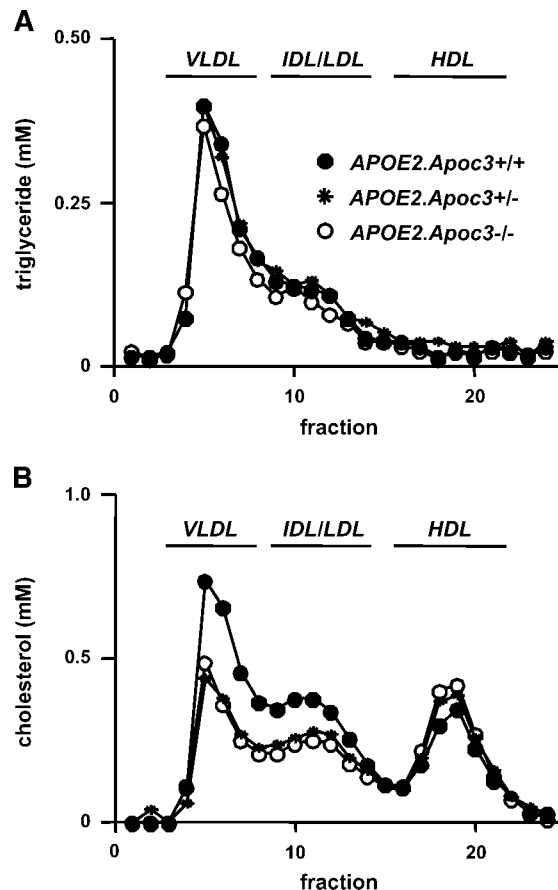 A
0.50
VLDL IDL/LDL HDL
APOE2.Apoc3+/+
APOE2.Apoc3+/-
APOE2.Apoc3-/-
0.25
triglyceride (mM)
0
0 10 20
fraction
B
1.0
VLDL IDL/LDL HDL
cholesterol (mM)
0.5
0
0 10 20
fraction